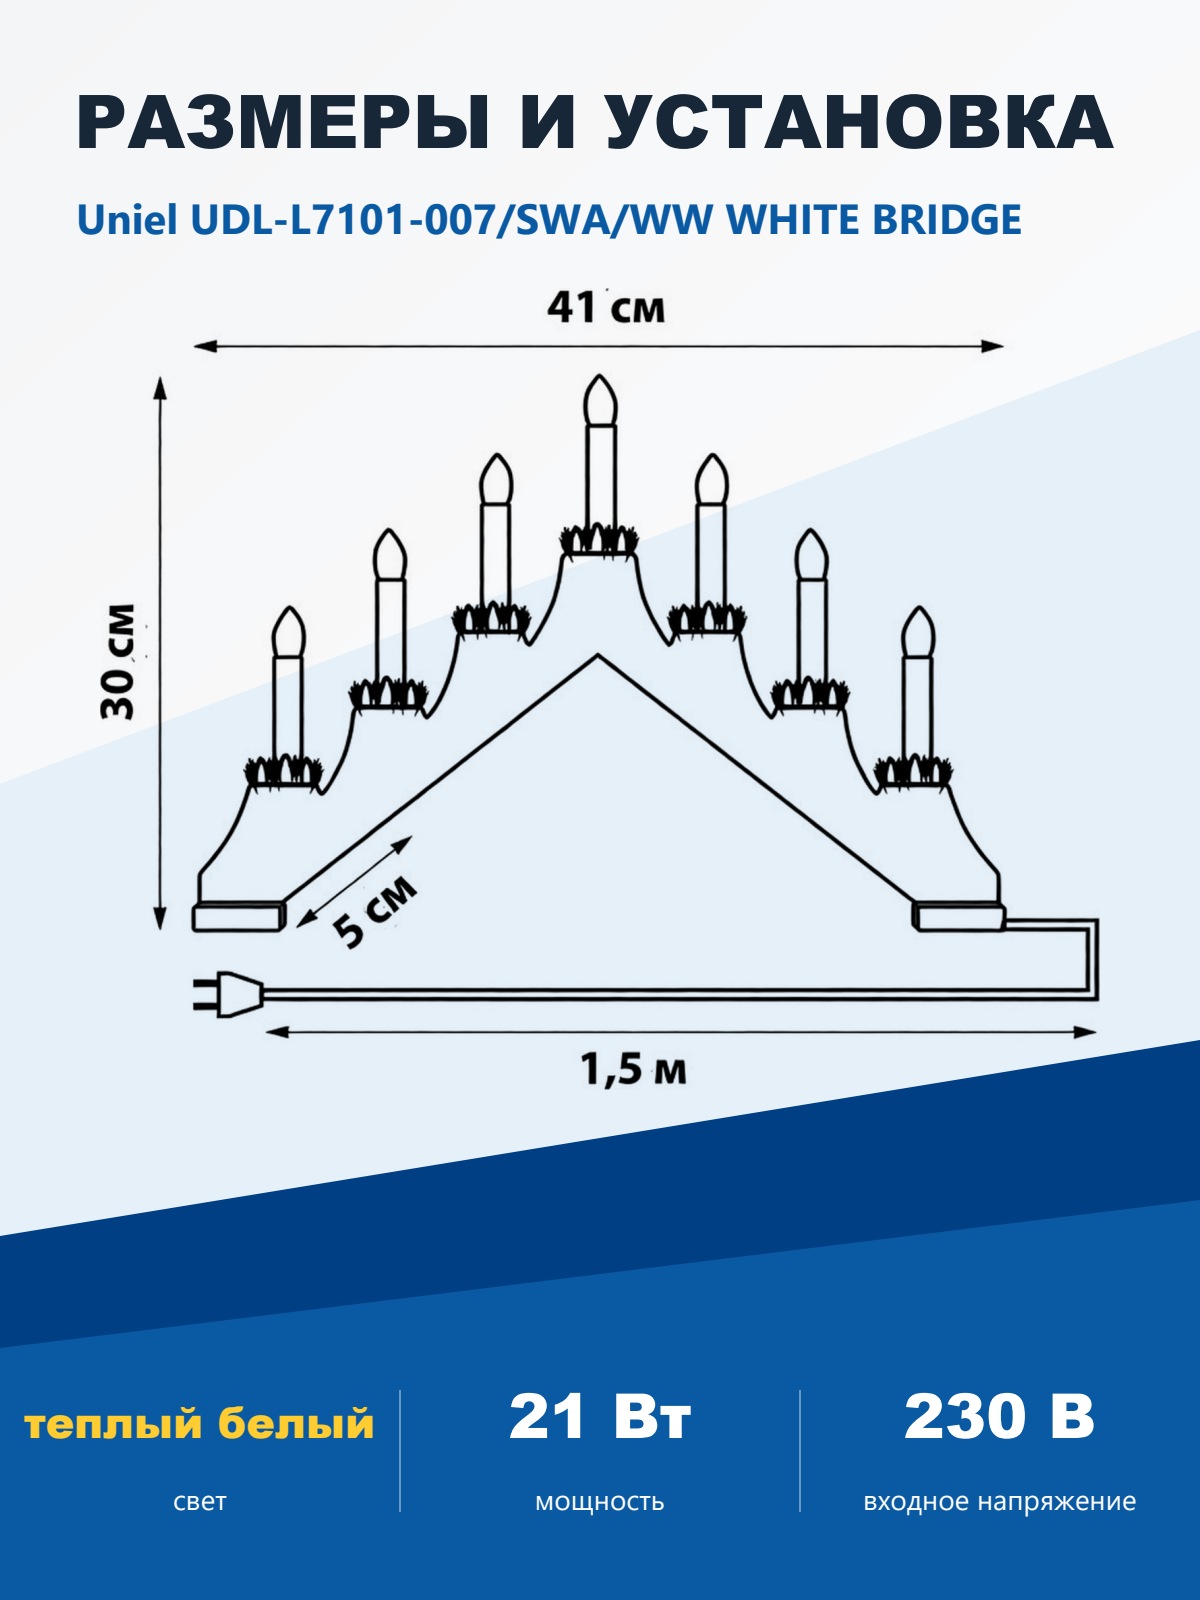 РАЗМЕРЫ И УСТАНОВКА
Uniel UDL-L7101-007/SWA/WW WHITE BRIDGE
41 см
30 см
5 см
1,5 м
теплый белый
свет
21 Вт
мощность
230 В
входное напряжение